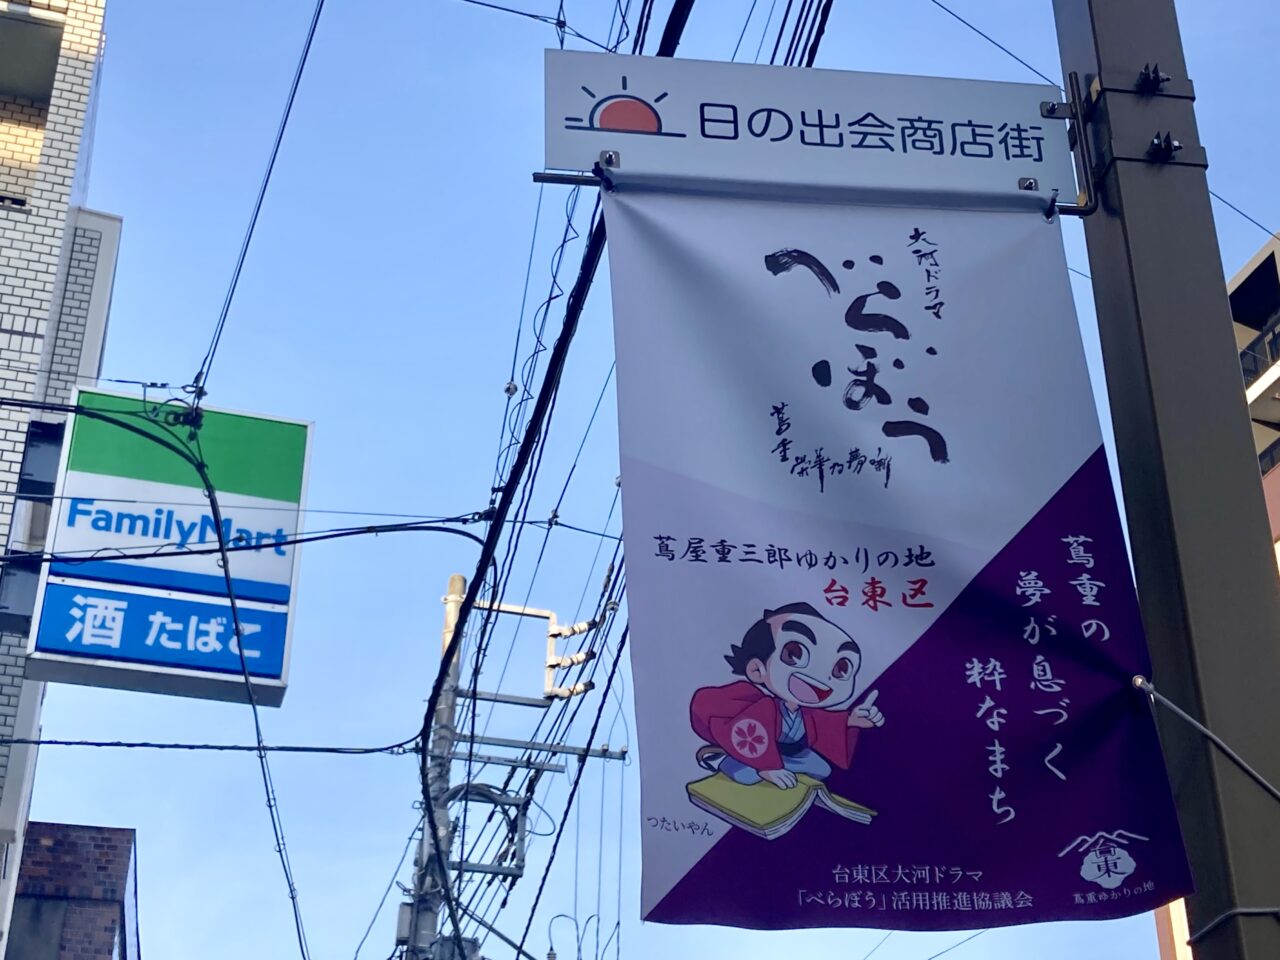 日の出会商店街
大河ドラマ
べらぼう
蔦重栄華乃夢噺
蔦屋重三郎ゆかりの地
台東区
蔦重の
夢が息づく
粋なまち
つたいやん
台東区大河ドラマ
「べらぼう」活用推進協議会
台東
蔦重ゆかりの地
FamilyMart
酒 たばこ